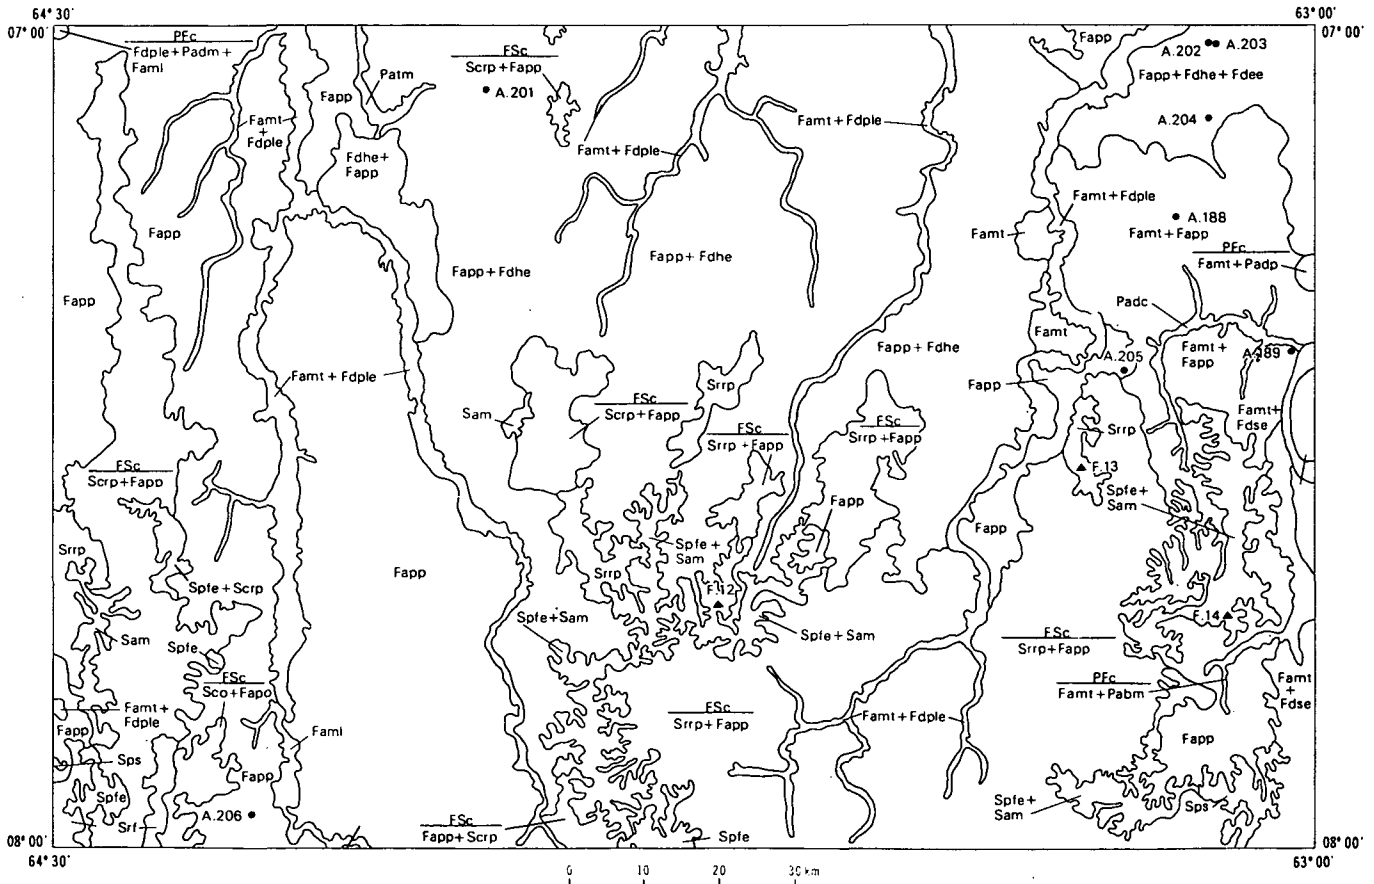 64° 30'
63° 00'
07° 00'
07° 00'
PFc
Fdple+Padm+
Faml
Patm
Fapp
FSc
Scrp+Fapp
A.201
Fapp
A.202
A.203
Fapp+Fdhe+Fdee
A.204
Famt
+
Fdple
Fdhe+
Fapp
Famt+Fdple
Famt+Fdple
Famt+Fdple
A.188
Famt+Fapp
Famt
PFc
Famt+Padp
Fapp
Fapp+Fdhe
Fapp+Fdhe
Fapp
Padc
Famt
Famt+
Fapp
A.189
A.205
Fapp+Fdhe
Fapp
Famt+Fdple
Srrp
FSc
Scrp+Fapp
Sam
FSc
Srrp+Fapp
FSc
Srrp+Fapp
Famt+
Fdse
Srrp
FSc
Scrp+Fapp
F.13
Spfe+
Sam
Fapp
Fapp
Srrp
Spfe+
Sam
Fapp
Srrp
Spfe+Scrp
F.12
Spfe+Sam
Spfe+Sam
F.14
Sam
Spfe
FSc
Srrp+Fapp
FSc
Sco+Fapp
PFc
Famt+Pabm
Famt
+
Fdse
Famt+
Fdple
FSc
Srrp+Fapp
Famt+Fdple
Fapp
Faml
Fapp
Sps
Fapp
Spfe
Spfe+
Sam
Sps
A.206
Srf
FSc
Fapp+Scrp
Spfe
08° 00'
08° 00'
64° 30'
63° 00'
0 10 20 30 km